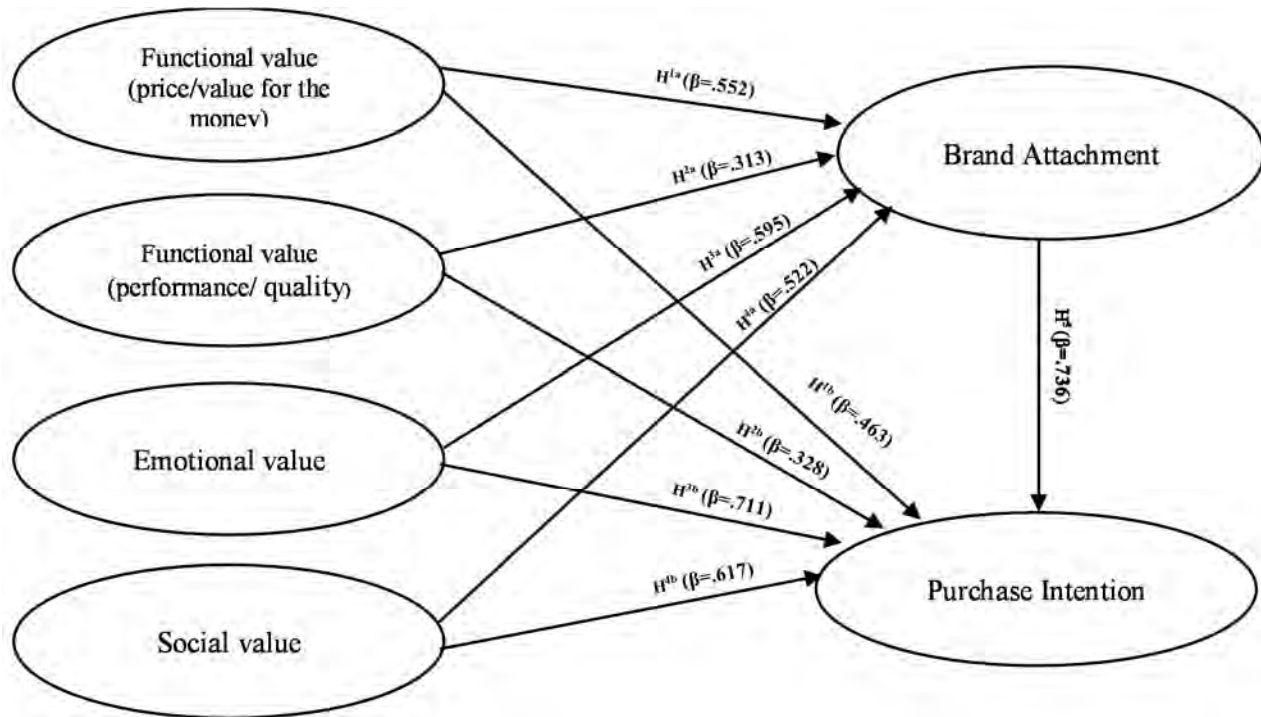 Functional value
(price/value for the
money)
H¹ᵃ (β=.552)
Brand Attachment
H²ᵃ (β=.313)
Functional value
(performance/ quality)
H³ᵃ (β=.595)
H⁴ᵃ (β=.522)
H⁵ (β=.736)
H¹ᵇ (β=.463)
H²ᵇ (β=.328)
Emotional value
H³ᵇ (β=.711)
H⁴ᵇ (β=.617)
Purchase Intention
Social value